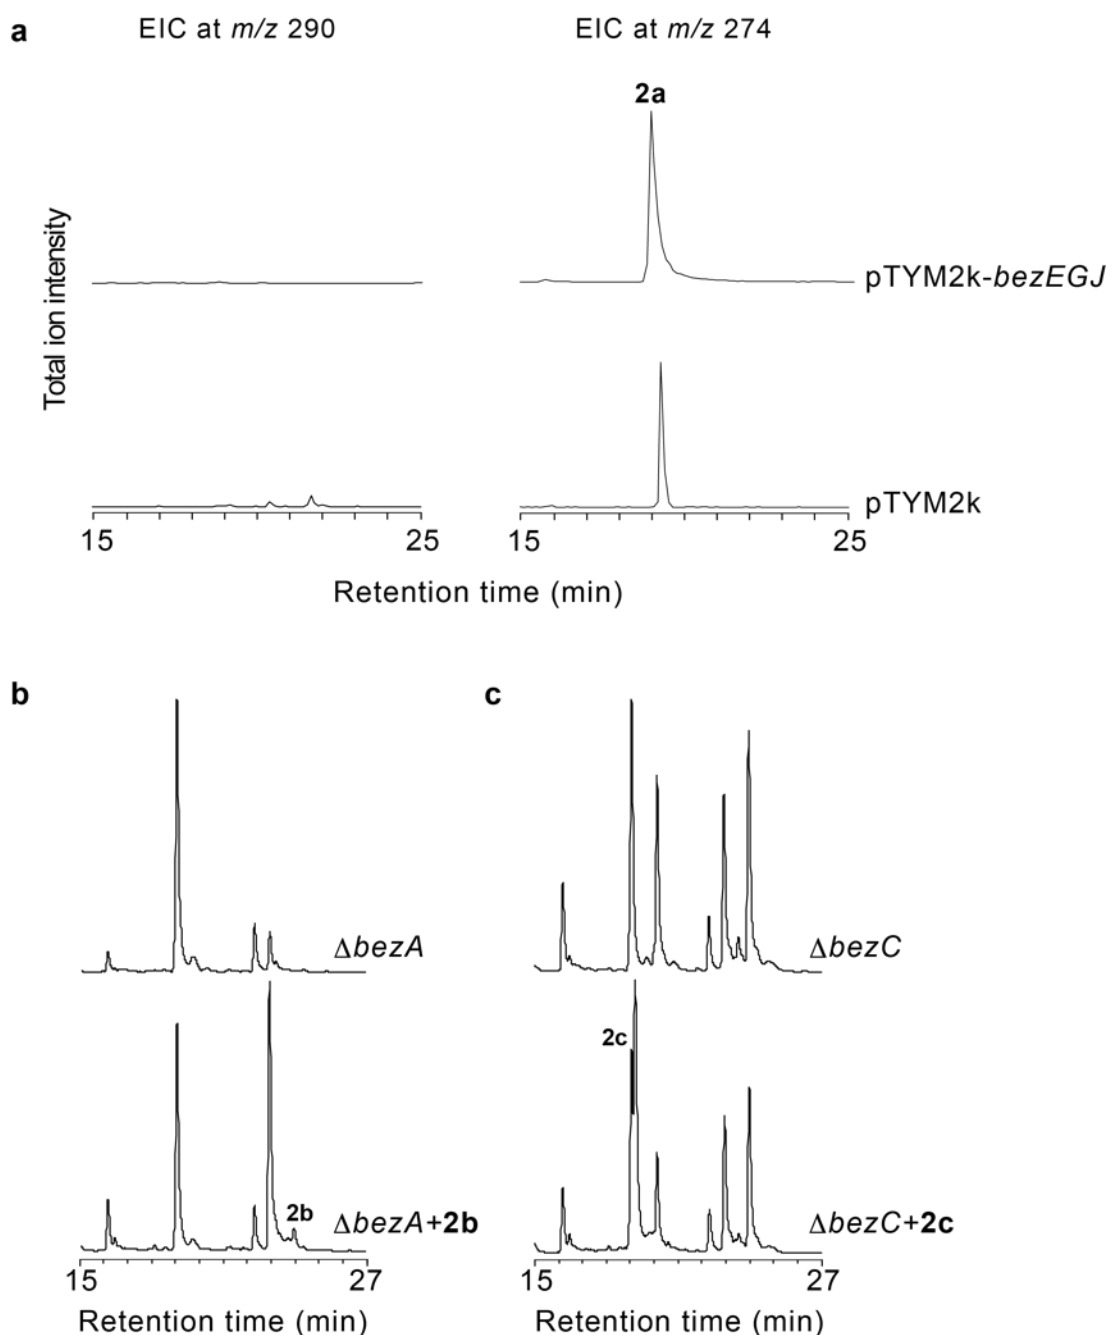 a
EIC at m/z 290
EIC at m/z 274
2a
Total ion intensity
pTYM2k-bezEGJ
pTYM2k
15
25
15
25
Retention time (min)
b
c
ΔbezA
ΔbezC
2b
ΔbezA+2b
2c
ΔbezC+2c
15
27
15
27
Retention time (min)
Retention time (min)